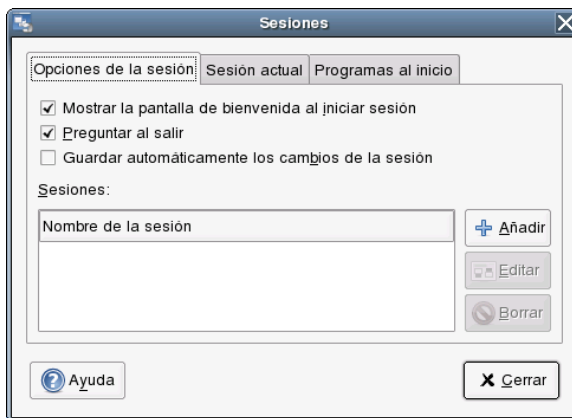 Sesiones
Opciones de la sesión
Sesión actual
Programas al inicio
Mostrar la pantalla de bienvenida al iniciar sesión
Preguntar al salir
Guardar automáticamente los cambios de la sesión
Sesiones:
Nombre de la sesión
Añadir
Editar
Borrar
Ayuda
Cerrar